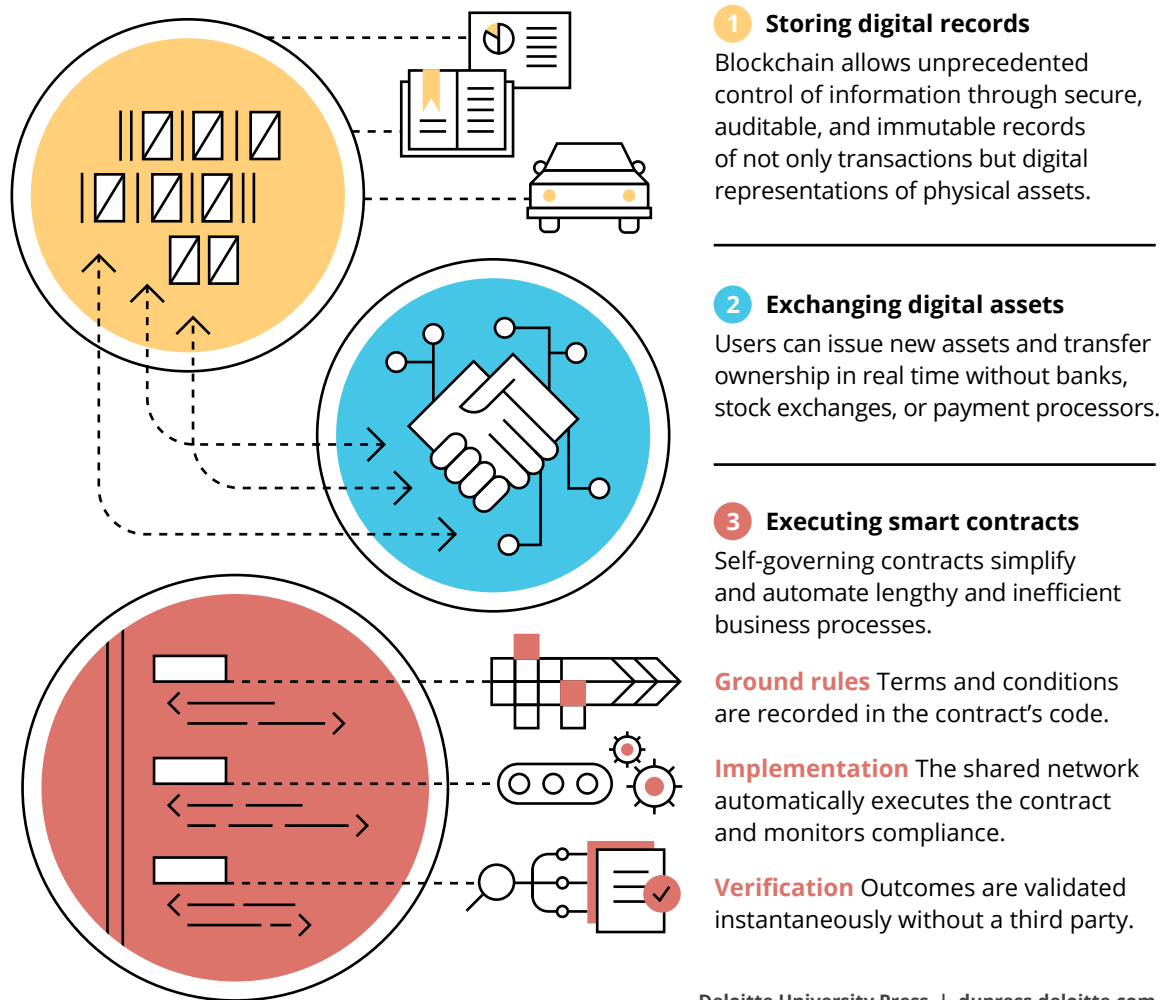 1 Storing digital records
Blockchain allows unprecedented
control of information through secure,
auditable, and immutable records
of not only transactions but digital
representations of physical assets.
2 Exchanging digital assets
Users can issue new assets and transfer
ownership in real time without banks,
stock exchanges, or payment processors.
3 Executing smart contracts
Self-governing contracts simplify
and automate lengthy and inefficient
business processes.
Ground rules Terms and conditions
are recorded in the contract’s code.
Implementation The shared network
automatically executes the contract
and monitors compliance.
Verification Outcomes are validated
instantaneously without a third party.
Deloitte University Press | dupress.deloitte.com